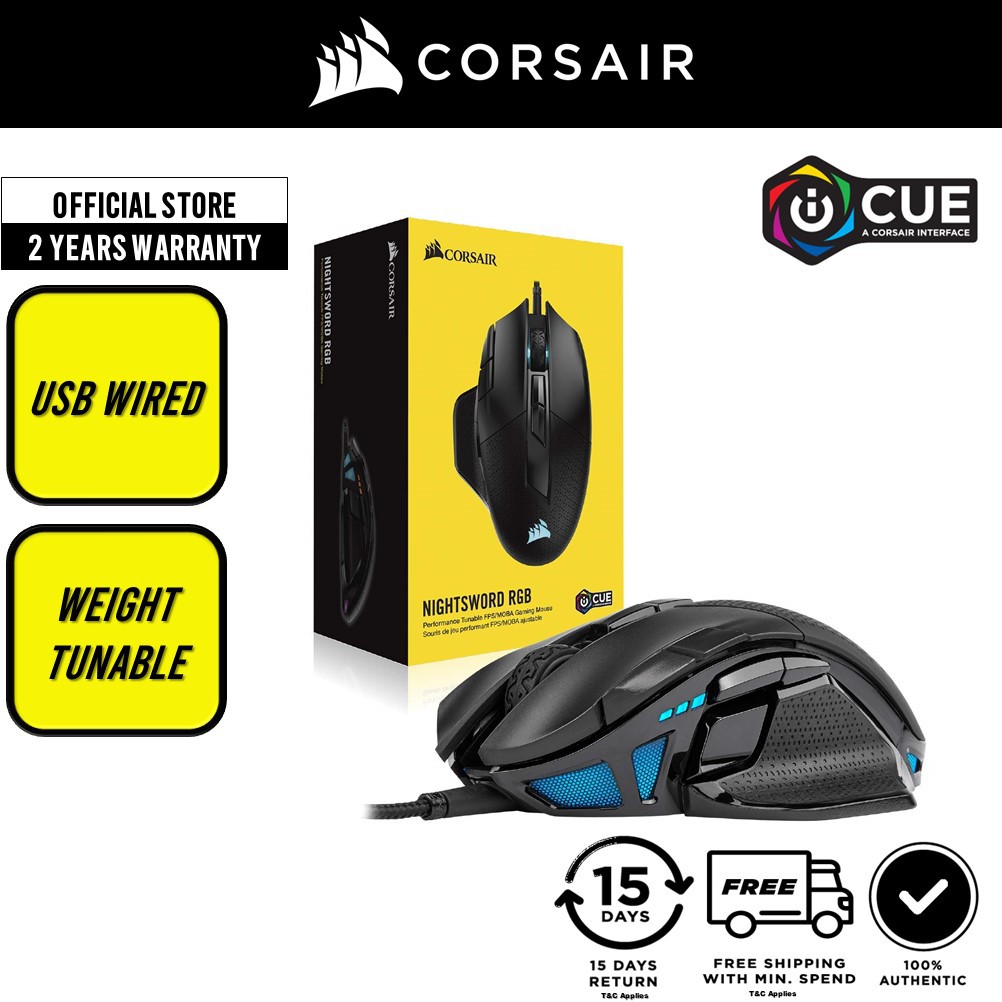 CORSAIR
OFFICIAL STORE
2 YEARS WARRANTY
CUE
A CORSAIR INTERFACE
USB WIRED
WEIGHT
TUNABLE
CORSAIR
NIGHTSWORD RGB
CORSAIR
NIGHTSWORD RGB
Performance Tunable FPS/MOBA Gaming Mouse
Souris de jeu performant FPS/MOBA ajustable
CUE
15
DAYS
15 DAYS
RETURN
T&C Applies
FREE
FREE SHIPPING
WITH MIN. SPEND
T&C Applies
100%
AUTHENTIC